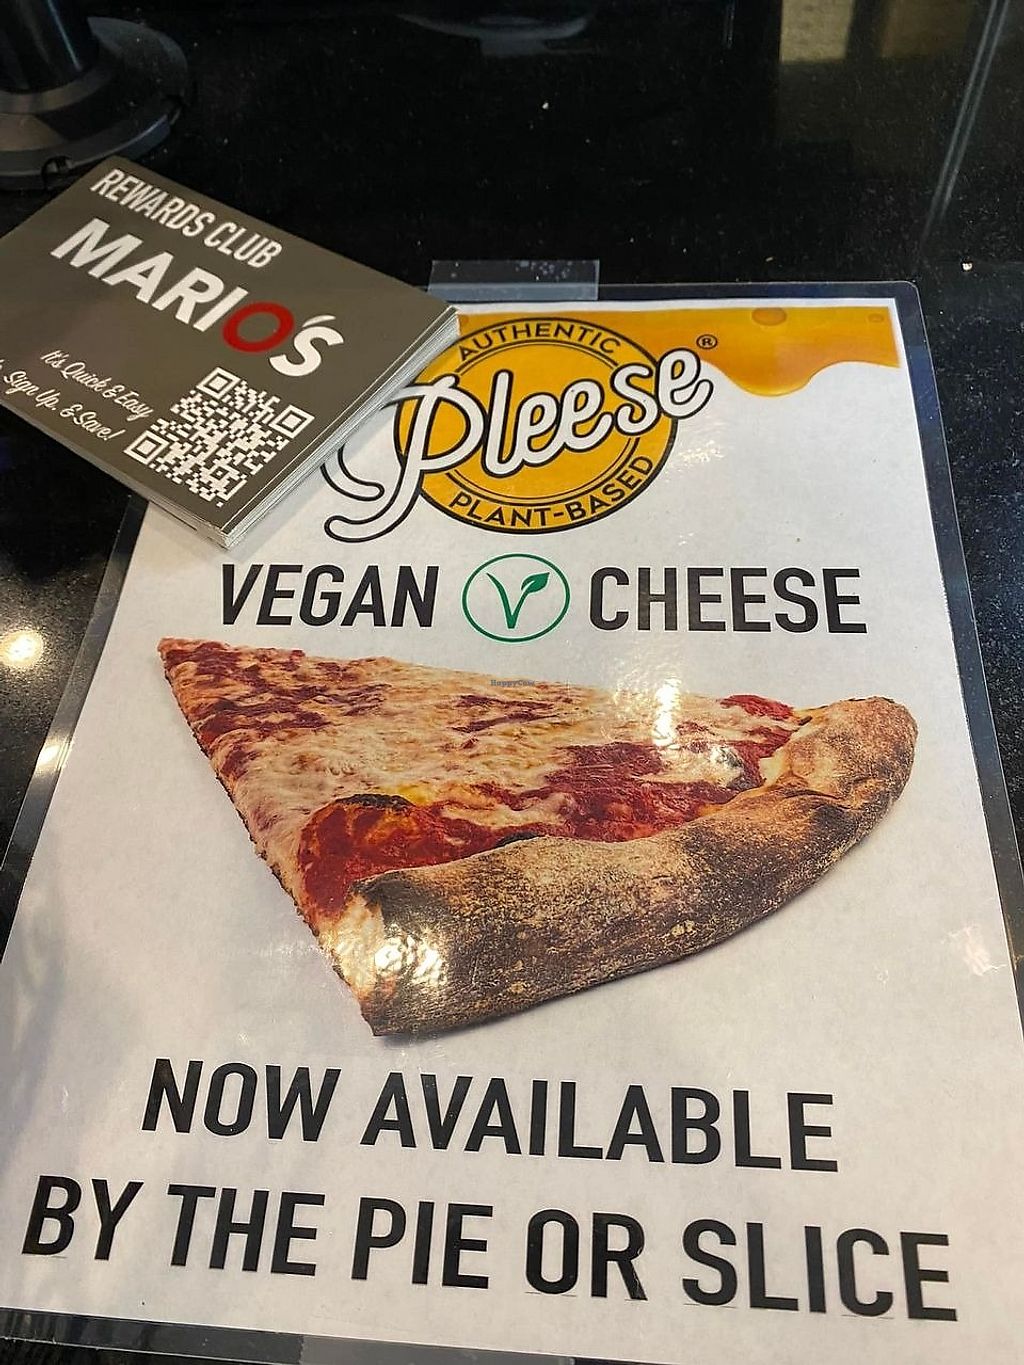 REWARDS CLUB
MARIO'S
It's Quick & Easy
Sign Up, & Save!
AUTHENTIC
Pleese®
PLANT-BASED
VEGAN V CHEESE
HappyCow
NOW AVAILABLE
BY THE PIE OR SLICE